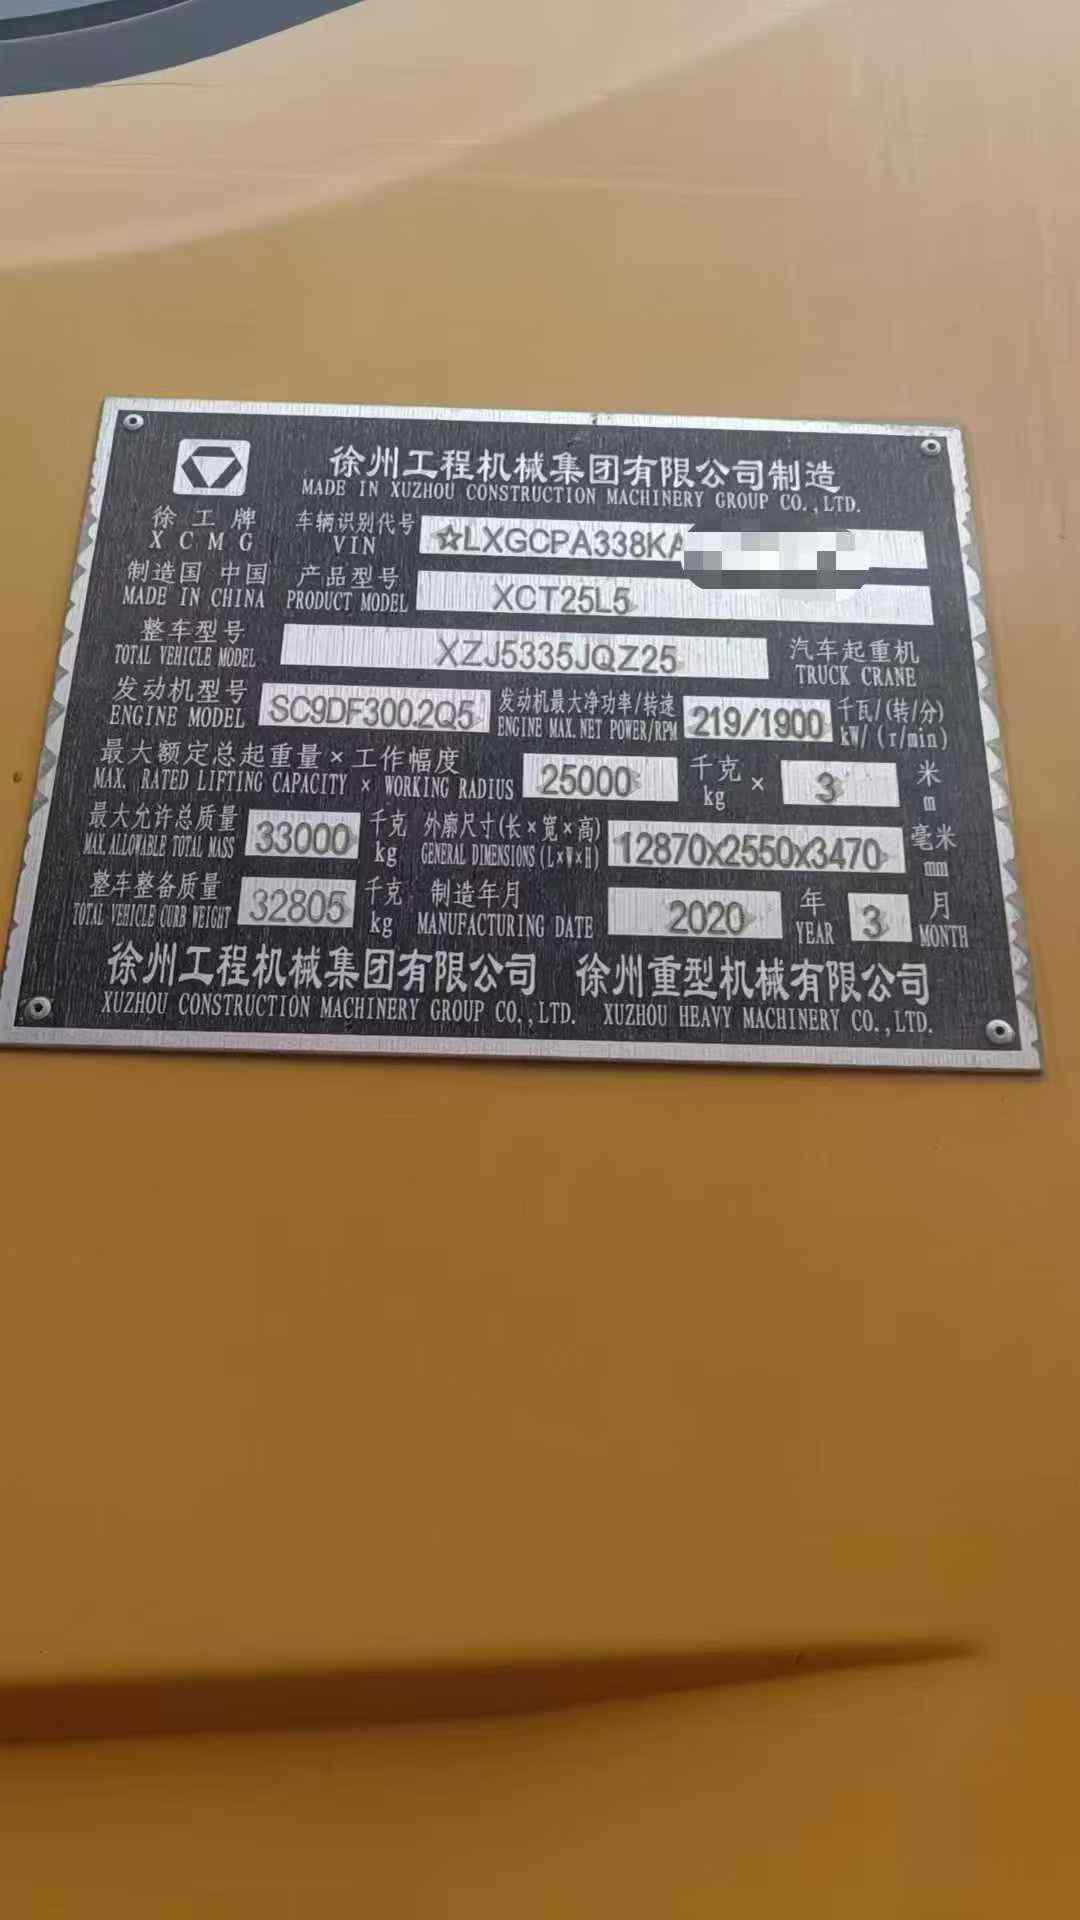 徐州工程机械集团有限公司制造
MADE IN XUZHOU CONSTRUCTION MACHINERY GROUP CO.,LTD.
徐工牌 车辆识别代号
XCMG VIN ☆LXGCPA338KA
制造国 中国 产品型号
MADE IN CHINA PRODUCT MODEL XCT25L5
整车型号 汽车起重机
TOTAL VEHICLE MODEL XZJ5335JQZ25 TRUCK CRANE
发动机型号 发动机最大净功率/转速 千瓦/(转/分)
ENGINE MODEL SC9DF300.2Q5 ENGINE MAX.NET POWER/RPM 219/1900 kW/(r/min)
最大额定总起重量×工作幅度 千克 米
MAX. RATED LIFTING CAPACITY × WORKING RADIUS 25000 kg × 3 m
最大允许总质量 千克 外廓尺寸(长×宽×高) 毫米
MAX.ALLOWABLE TOTAL MASS 33000 kg GENERAL DIMENSIONS(L×W×H) 12870x2550x3470 mm
整车整备质量 千克 制造年月 年 月
TOTAL VEHICLE CURB WEIGHT 32805 kg MANUFACTURING DATE 2020 YEAR 3 MONTH
徐州工程机械集团有限公司 徐州重型机械有限公司
XUZHOU CONSTRUCTION MACHINERY GROUP CO.,LTD. XUZHOU HEAVY MACHINERY CO.,LTD.